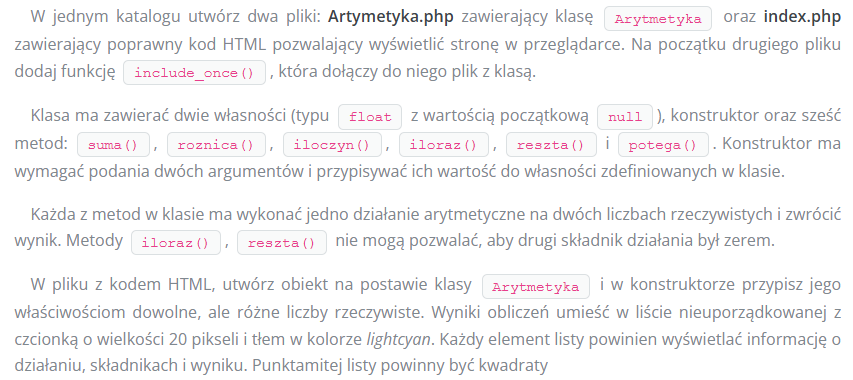 W jednym katalogu utwórz dwa pliki: Artymetyka.php zawierający klasę Arytmetyka oraz index.php
zawierający poprawny kod HTML pozwalający wyświetlić stronę w przeglądarce. Na początku drugiego pliku
dodaj funkcję include_once() , która dołączy do niego plik z klasą.
Klasa ma zawierać dwie własności (typu float z wartością początkową null ), konstruktor oraz sześć
metod: suma() , roznica() , iloczyn() , iloraz() , reszta() i potega() . Konstruktor ma
wymagać podania dwóch argumentów i przypisywać ich wartość do własności zdefiniowanych w klasie.
Każda z metod w klasie ma wykonać jedno działanie arytmetyczne na dwóch liczbach rzeczywistych i zwrócić
wynik. Metody iloraz() , reszta() nie mogą pozwalać, aby drugi składnik działania był zerem.
W pliku z kodem HTML, utwórz obiekt na postawie klasy Arytmetyka i w konstruktorze przypisz jego
właściwościom dowolne, ale różne liczby rzeczywiste. Wyniki obliczeń umieść w liście nieuporządkowanej z
czcionką o wielkości 20 pikseli i tłem w kolorze lightcyan. Każdy element listy powinien wyświetlać informację o
działaniu, składnikach i wyniku. Punktamitej listy powinny być kwadraty